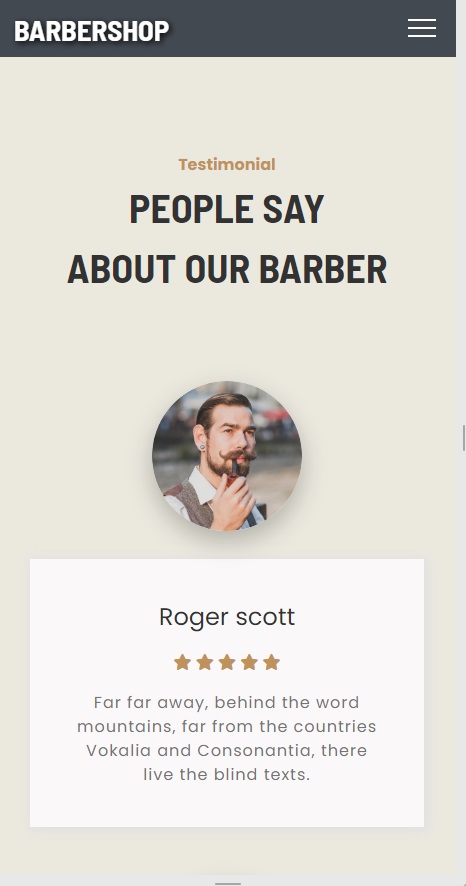 BARBERSHOP
Testimonial
PEOPLE SAY
ABOUT OUR BARBER
Roger scott
Far far away, behind the word
mountains, far from the countries
Vokalia and Consonantia, there
live the blind texts.